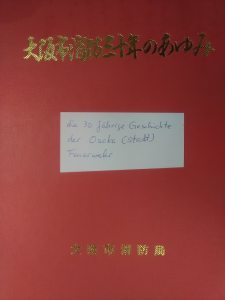 大阪市消防三十年のあゆみ
die 30 jährige Geschichte
der Osaka (Stadt)
Feuerwehr
大阪市消防局